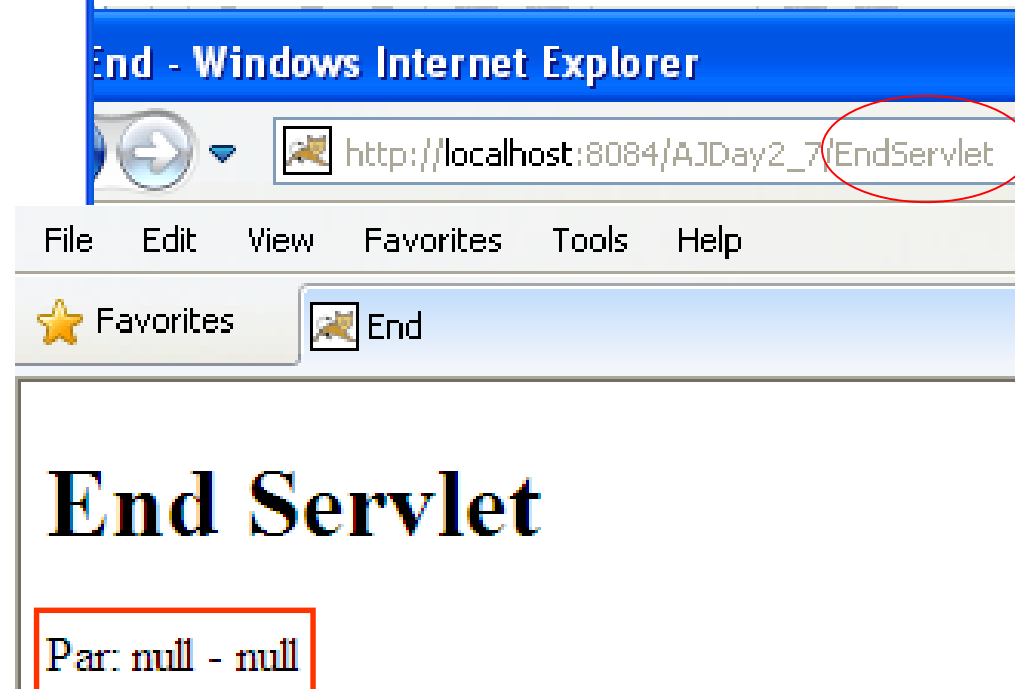 End - Windows Internet Explorer
http://localhost:8084/AJDay2_7/EndServlet
File Edit View Favorites Tools Help
Favorites End
End Servlet
Par: null - null